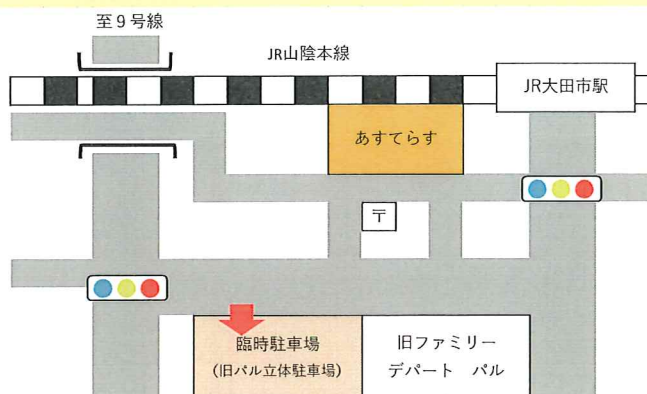 至９号線
JR山陰本線
JR大田市駅
あすてらす
〒
臨時駐車場
(旧パル立体駐車場)
旧ファミリー
デパート　パル